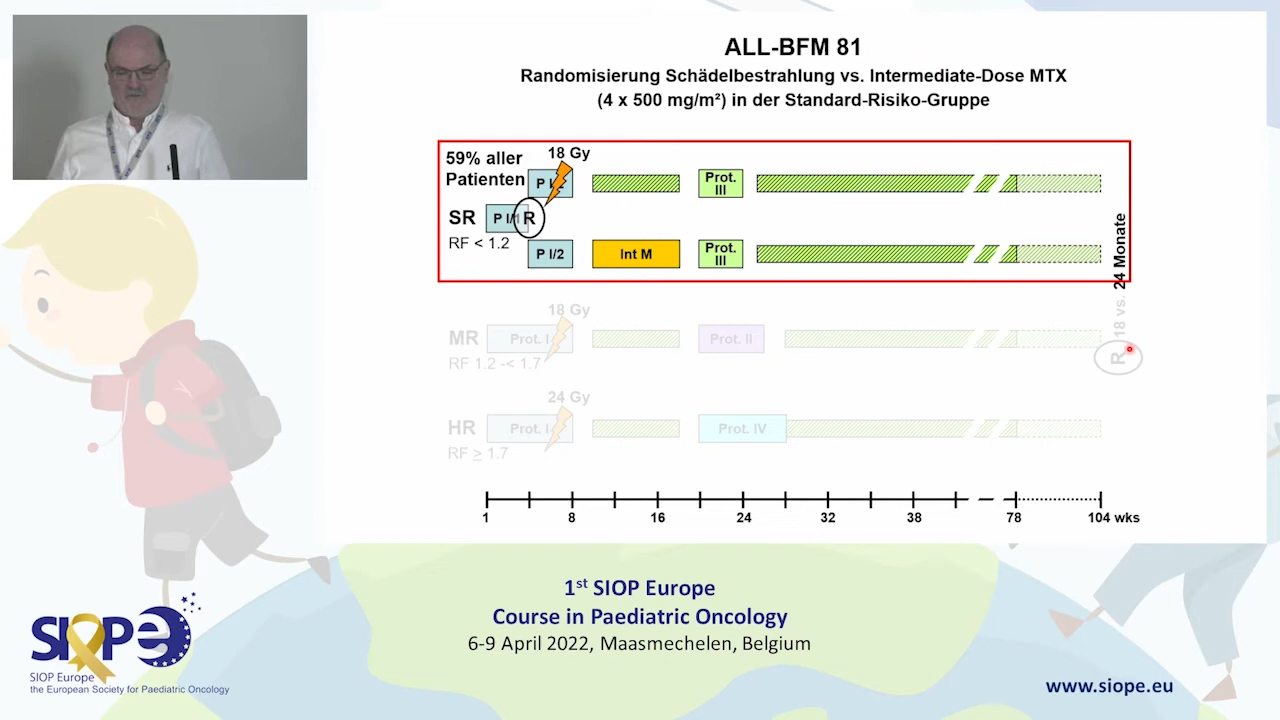 ALL-BFM 81
Randomisierung Schädelbestrahlung vs. Intermediate-Dose MTX
(4 x 500 mg/m²) in der Standard-Risiko-Gruppe
59% aller
Patienten
18 Gy
Prot.
III
SR
P I/1
R
RF < 1.2
P I/2
Int M
Prot.
III
18 vs. 24 Monate
R
18 Gy
MR
Prot. I
Prot. II
RF 1.2 -< 1.7
24 Gy
HR
Prot. I
Prot. IV
RF ≥ 1.7
1 8 16 24 32 38 78 104 wks
1st SIOP Europe
Course in Paediatric Oncology
6-9 April 2022, Maasmechelen, Belgium
SIOPe
SIOP Europe
the European Society for Paediatric Oncology
www.siope.eu